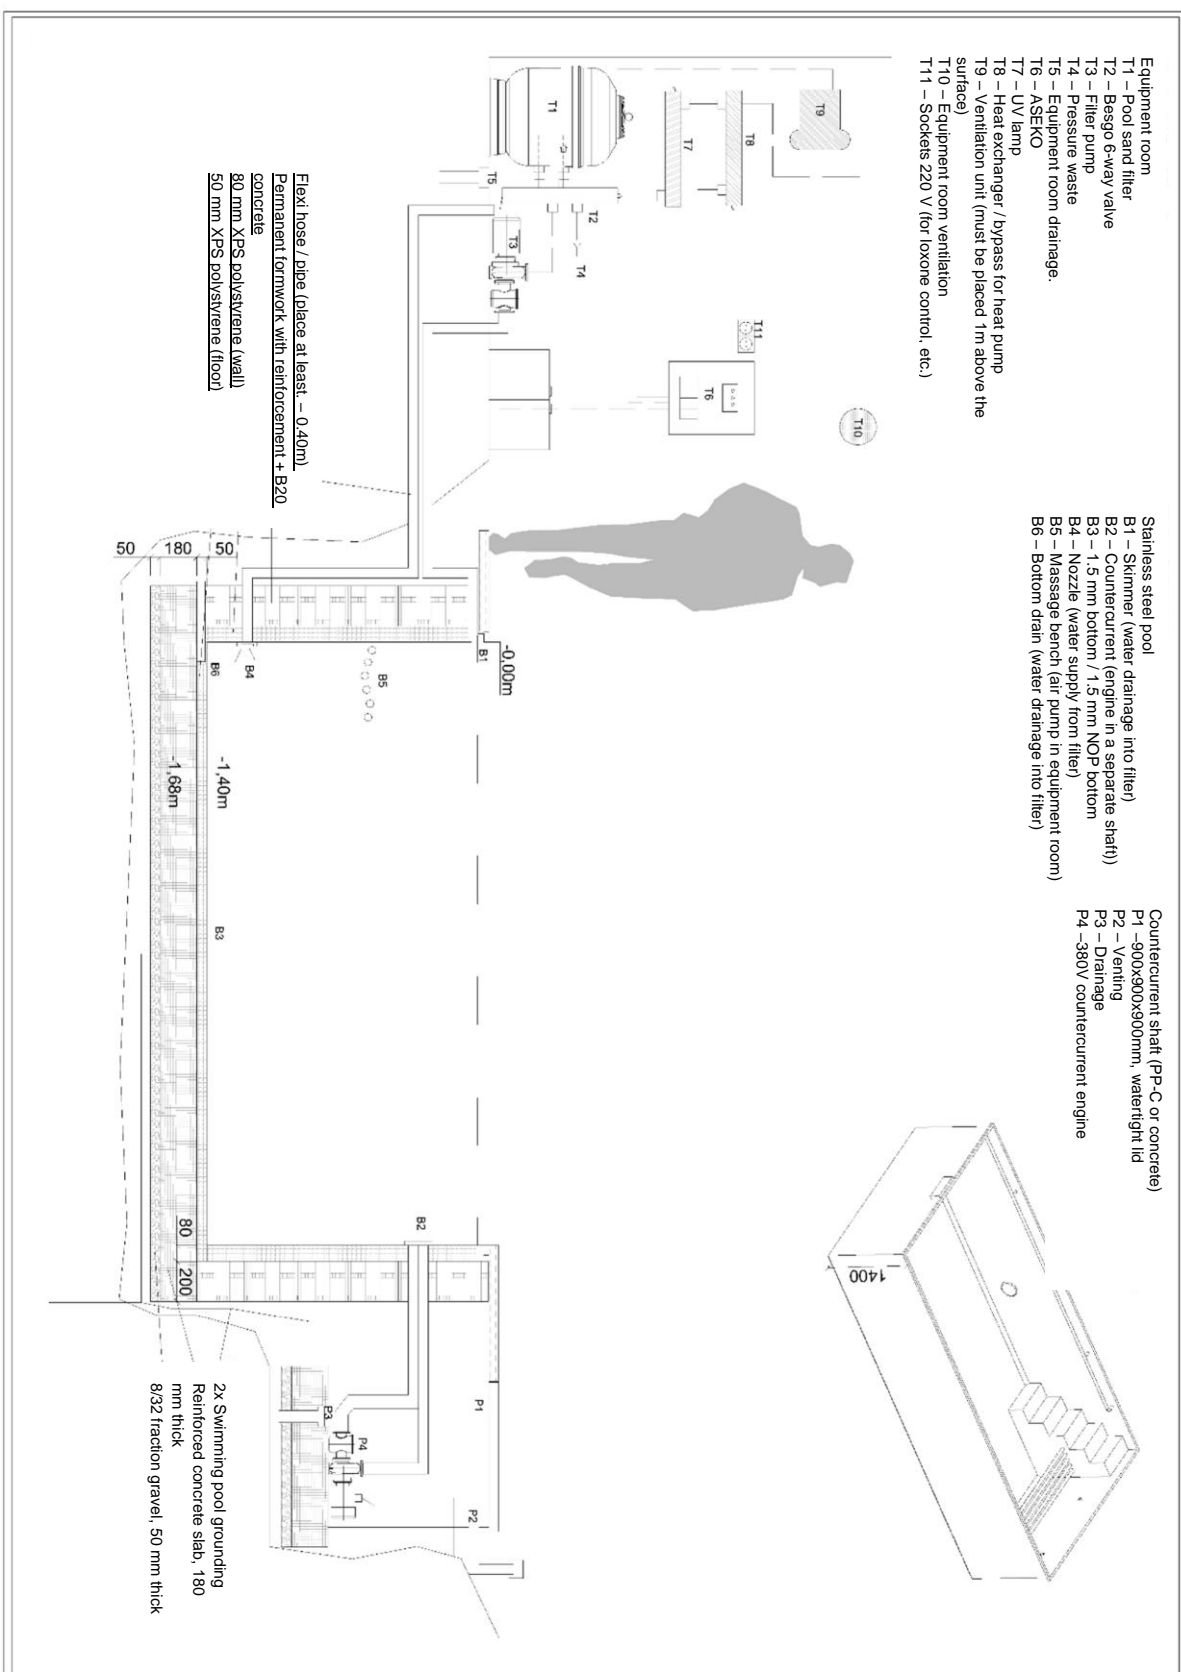 Equipment room
T1 – Pool sand filter
T2 – Besgo 6-way valve
T3 – Filter pump
T4 – Pressure waste
T5 – Equipment room drainage.
T6 – ASEKO
T7 – UV lamp
T8 – Heat exchanger / bypass for heat pump
T9 – Ventilation unit (must be placed 1m above the
surface)
T10 – Equipment room ventilation
T11 – Sockets 220 V (for loxone control, etc.)
Stainless steel pool
B1 – Skimmer (water drainage into filter)
B2 – Countercurrent (engine in a separate shaft))
B3 – 1.5 mm bottom / 1.5 mm NOP bottom
B4 – Nozzle (water supply from filter)
B5 – Massage bench (air pump in equipment room)
B6 – Bottom drain (water drainage into filter)
Countercurrent shaft (PP-C or concrete)
P1 –900x900x900mm, watertight lid
P2 – Venting
P3 – Drainage
P4 –380V countercurrent engine
1400
T9
T8
T7
T10
T11
T6
T1
T2
T4
T3
T5
-0,00m
B1
B5
B4
B6
-1,40m
-1,68m
B3
B2
P1
P4
P3
P2
50
180
50
80
200
Flexi hose / pipe (place at least. – 0.40m)
Permanent formwork with reinforcement + B20
concrete
80 mm XPS polystyrene (wall)
50 mm XPS polystyrene (floor)
2x Swimming pool grounding
Reinforced concrete slab, 180
mm thick
8/32 fraction gravel, 50 mm thick